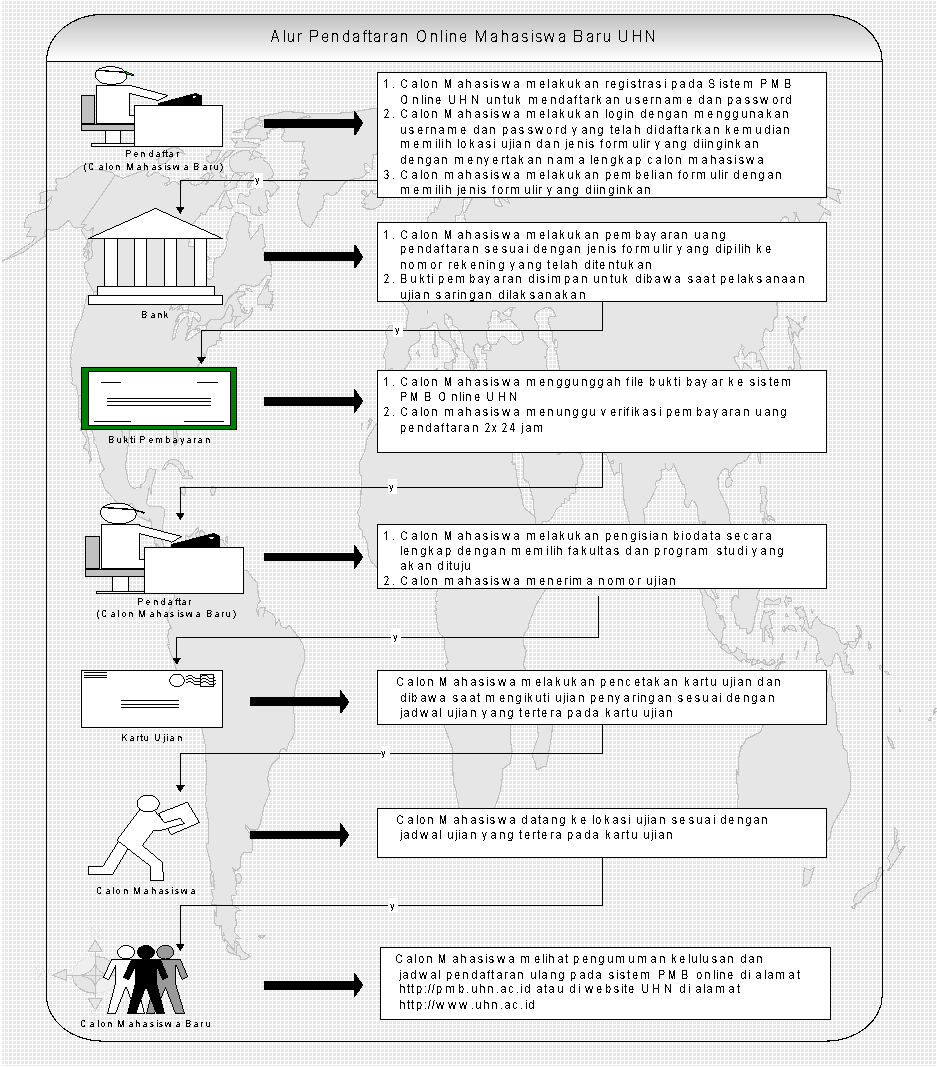 Alur Pendaftaran Online Mahasiswa Baru UHN
1. Calon Mahasiswa melakukan registrasi pada Sistem PMB
Online UHN untuk mendaftarkan username dan password
2. Calon Mahasiswa melakukan login dengan menggunakan
username dan password yang telah didaftarkan kemudian
memilih lokasi ujian dan jenis formulir yang diinginkan
dengan menyertakan nama lengkap calon mahasiswa
3. Calon mahasiswa melakukan pembelian formulir dengan
memilih jenis formulir yang diinginkan
Pendaftar
(Calon Mahasiswa Baru)
y
1. Calon Mahasiswa melakukan pembayaran uang
pendaftaran sesuai dengan jenis formulir yang dipilih ke
nomor rekening yang telah ditentukan
2. Bukti pembayaran disimpan untuk dibawa saat pelaksanaan
ujian saringan dilaksanakan
Bank
y
1. Calon Mahasiswa menggunggah file bukti bayar ke sistem
PMB Online UHN
2. Calon mahasiswa menunggu verifikasi pembayaran uang
pendaftaran 2x 24 jam
Bukti Pembayaran
y
1. Calon Mahasiswa melakukan pengisian biodata secara
lengkap dengan memilih fakultas dan program studi yang
akan dituju
2. Calon mahasiswa menerima nomor ujian
Pendaftar
(Calon Mahasiswa Baru)
y
Calon Mahasiswa melakukan pencetakan kartu ujian dan
dibawa saat mengikuti ujian penyaringan sesuai dengan
jadwal ujian yang tertera pada kartu ujian
Kartu Ujian
y
Calon Mahasiswa datang ke lokasi ujian sesuai dengan
jadwal ujian yang tertera pada kartu ujian
Calon Mahasiswa
y
Calon Mahasiswa melihat pengumuman kelulusan dan
jadwal pendaftaran ulang pada sistem PMB online di alamat
http://pmb.uhn.ac.id atau di website UHN di alamat
http://www.uhn.ac.id
Calon Mahasiswa Baru